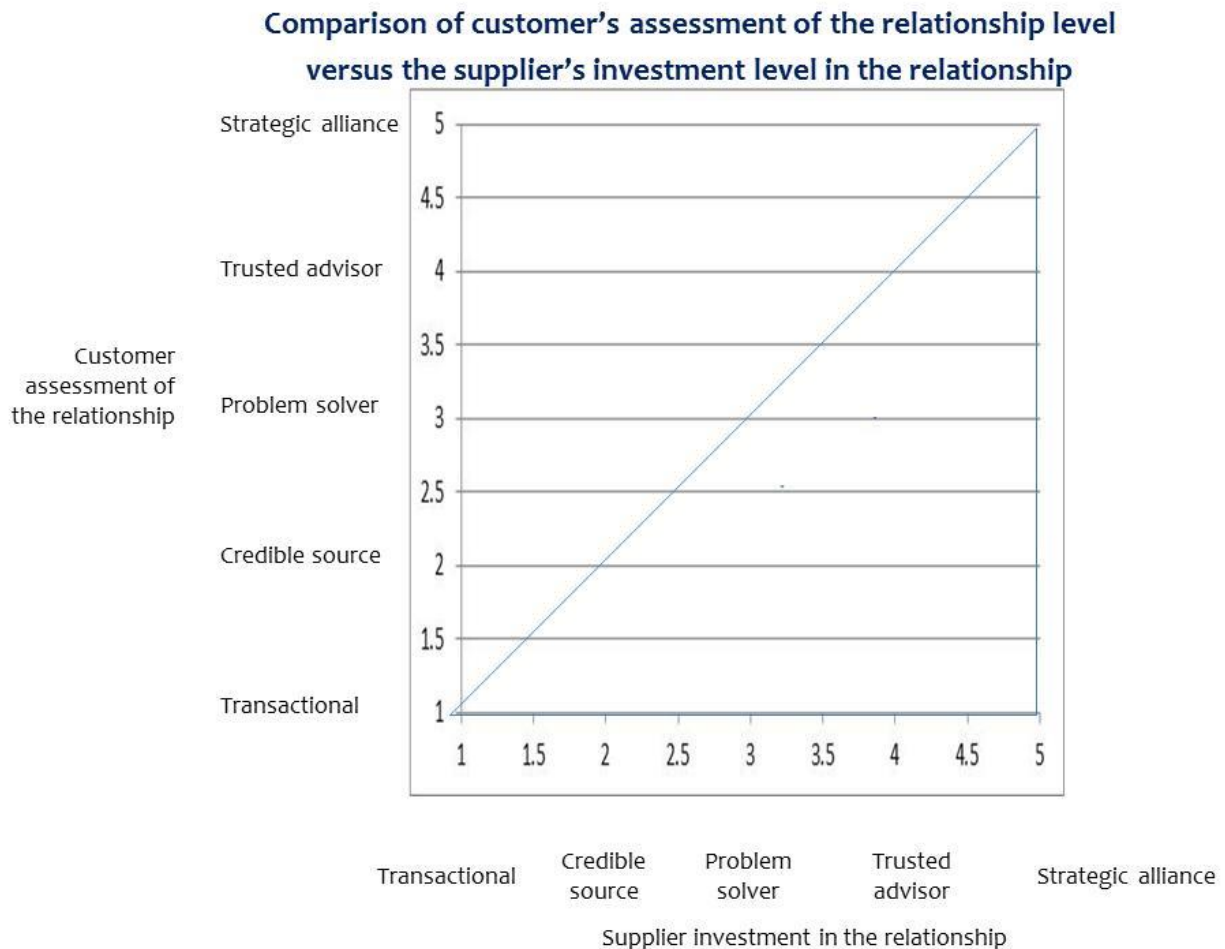 Comparison of customer’s assessment of the relationship level
versus the supplier’s investment level in the relationship
Strategic alliance
5
4.5
Trusted advisor
4
3.5
Customer
assessment of
the relationship
Problem solver
3
2.5
Credible source
2
1.5
Transactional
1
1 1.5 2 2.5 3 3.5 4 4.5 5
Transactional
Credible
source
Problem
solver
Trusted
advisor
Strategic alliance
Supplier investment in the relationship